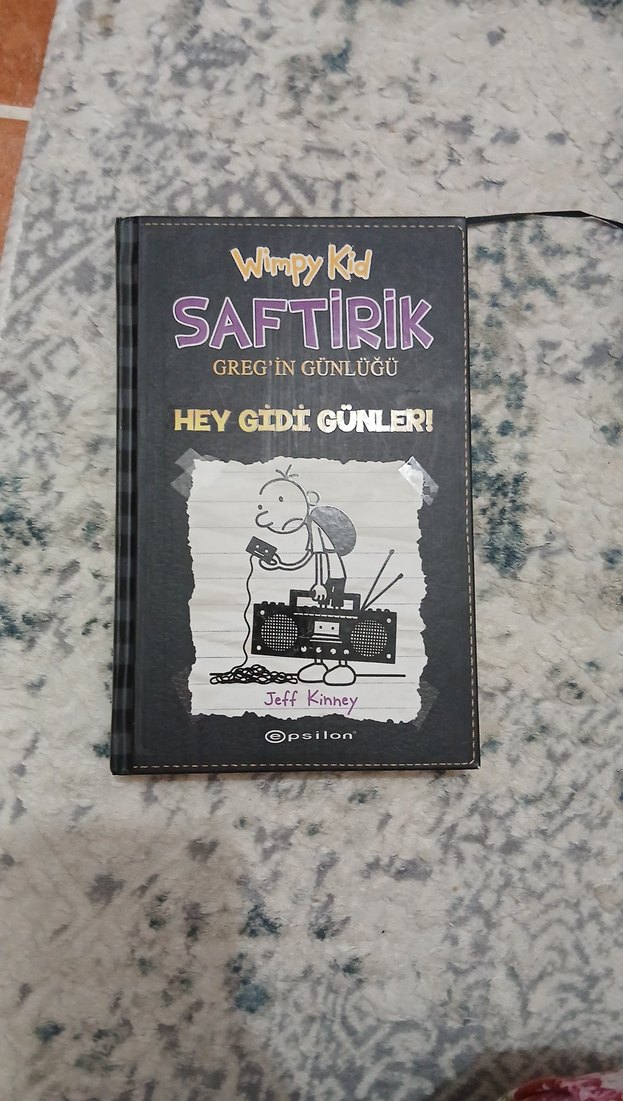 Wimpy Kid
SAFTİRİK
GREG'İN GÜNLÜĞÜ
HEY GİDİ GÜNLER!
Jeff Kinney
epsilon